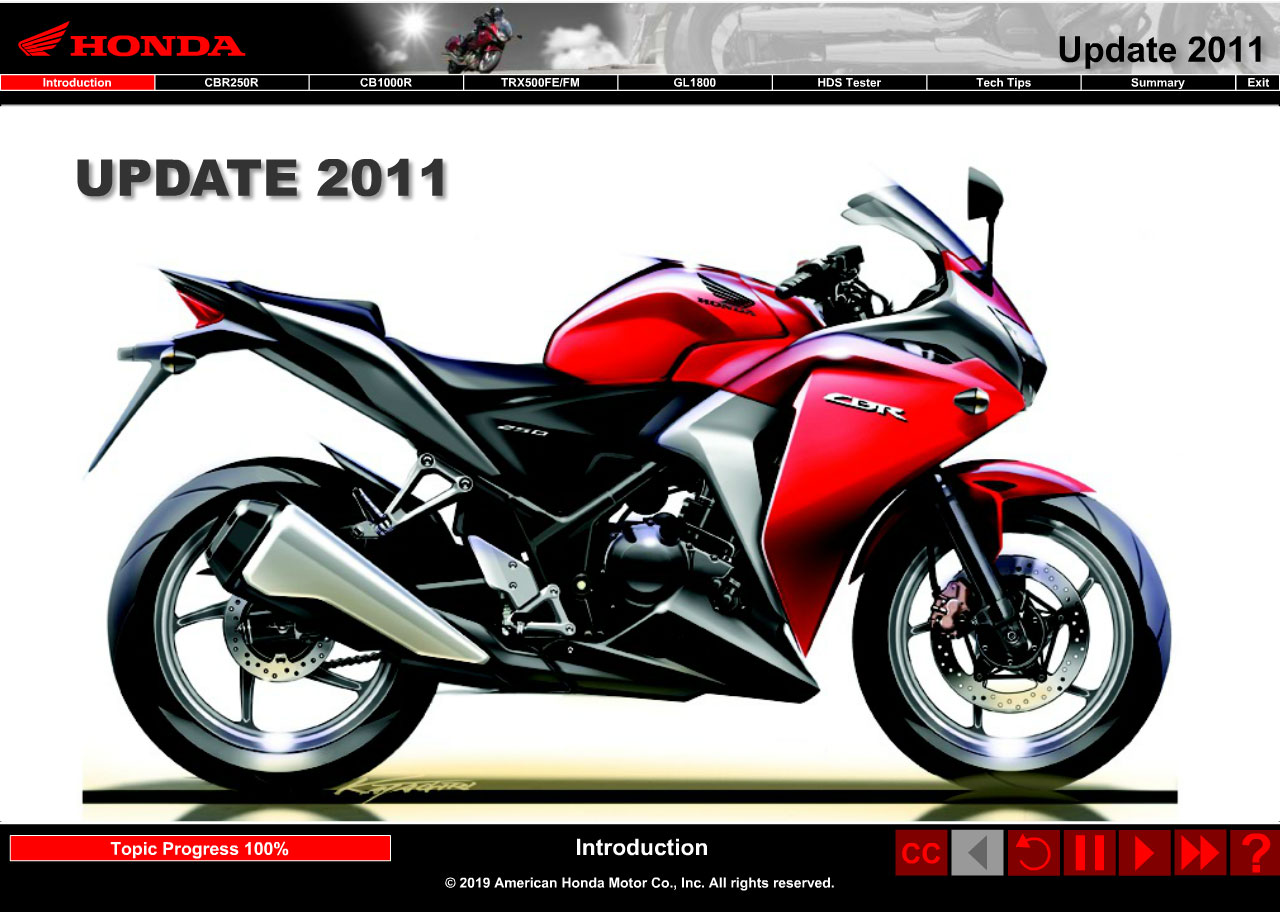 HONDA
Update 2011
Introduction CBR250R CB1000R TRX500FE/FM GL1800 HDS Tester Tech Tips Summary Exit
UPDATE 2011
HONDA
CBR
250
Topic Progress 100%
Introduction
CC
?
© 2019 American Honda Motor Co., Inc. All rights reserved.